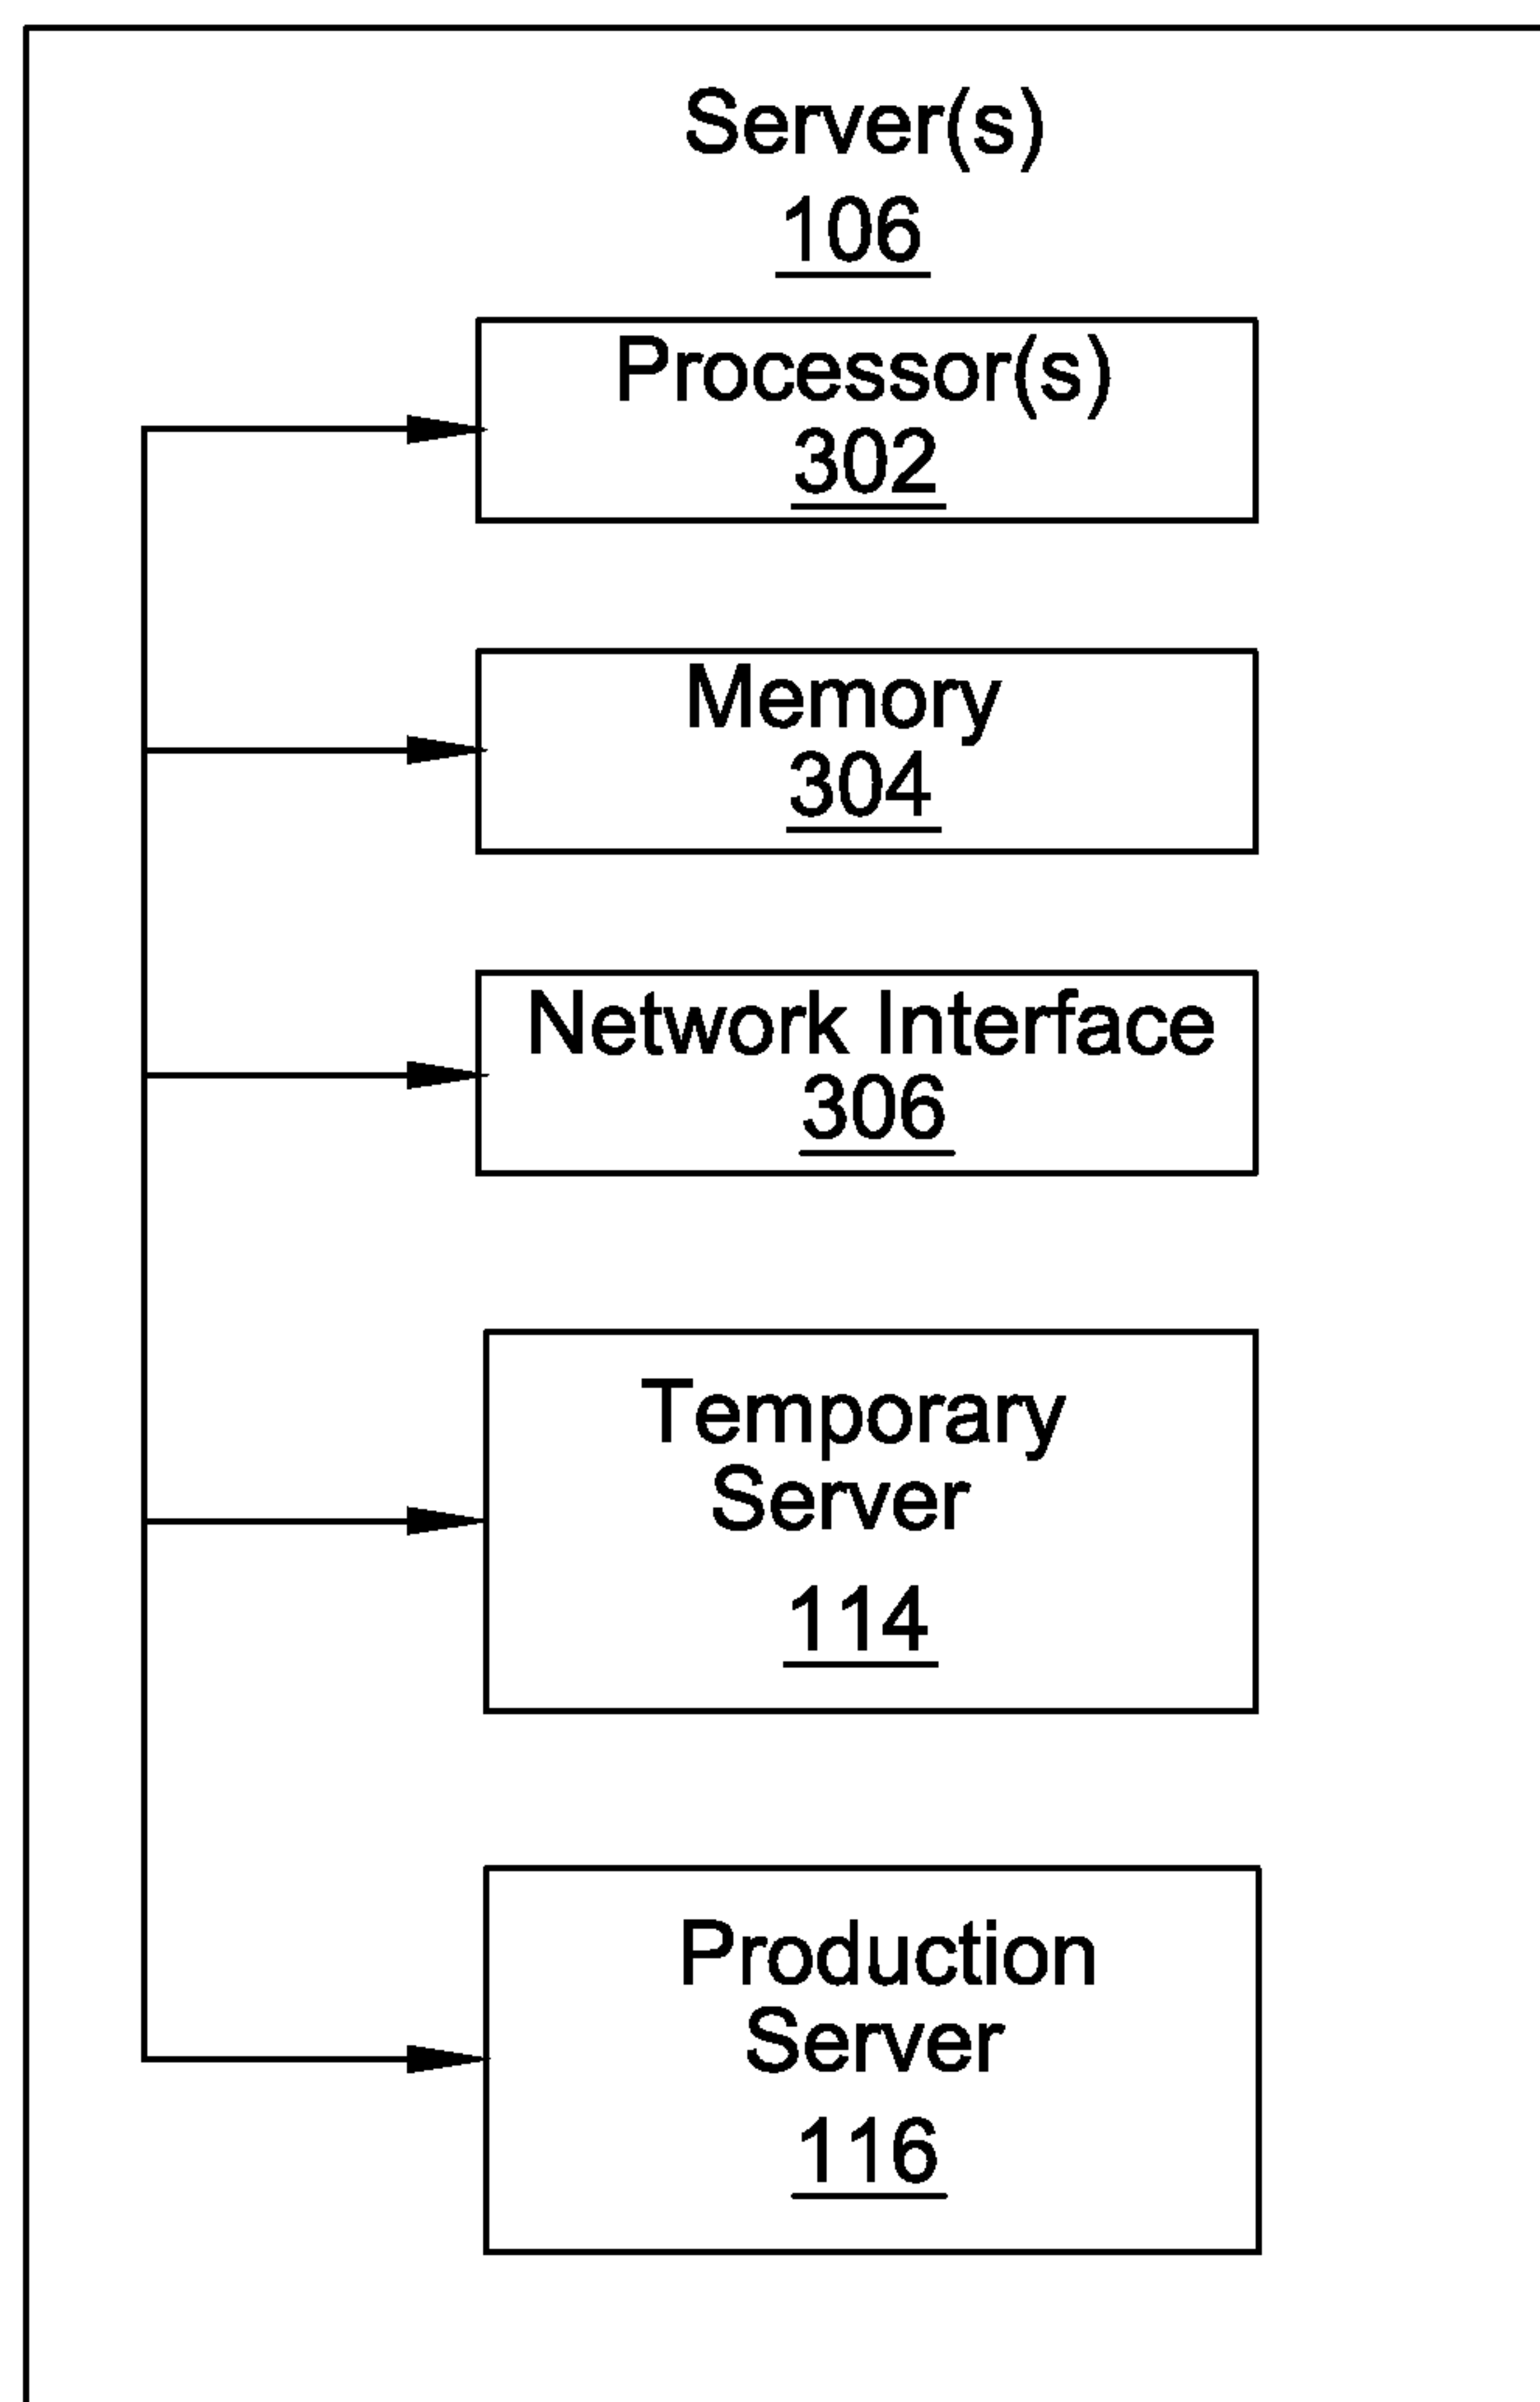 Server(s)
106
Processor(s)
302
Memory
304
Network Interface
306
Temporary
Server
114
Production
Server
116